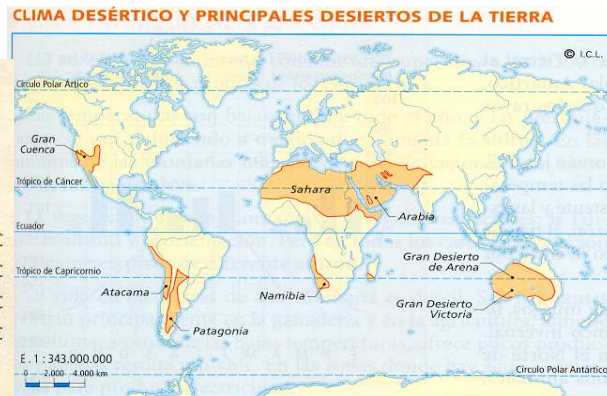 CLIMA DESÉRTICO Y PRINCIPALES DESIERTOS DE LA TIERRA
© I.C.L.
Círculo Polar Ártico
Gran
Cuenca
Trópico de Cáncer
Sahara
Arabia
Ecuador
Gran Desierto
de Arena
Trópico de Capricornio
Atacama
Namibia
Gran Desierto
Victoria
Patagonia
E. 1 : 343.000.000
0 2.000 4.000 km
Círculo Polar Antártico